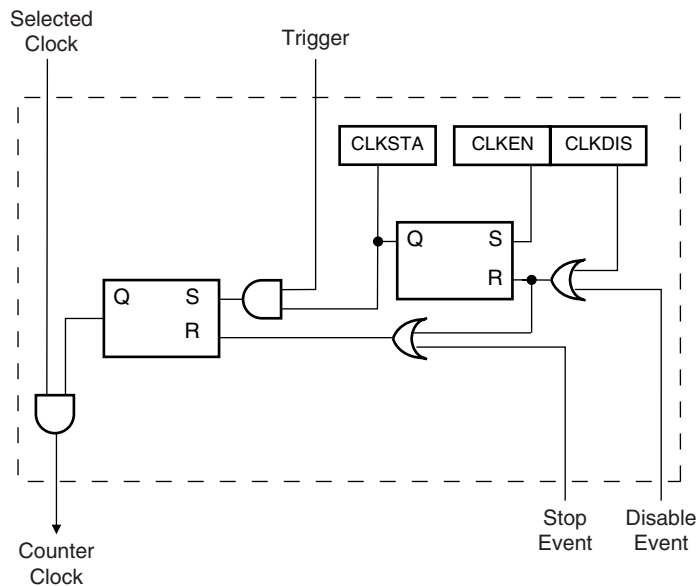 Selected
Clock
Trigger
CLKSTA
CLKEN
CLKDIS
Q
S
R
Q
S
R
Stop
Event
Disable
Event
Counter
Clock